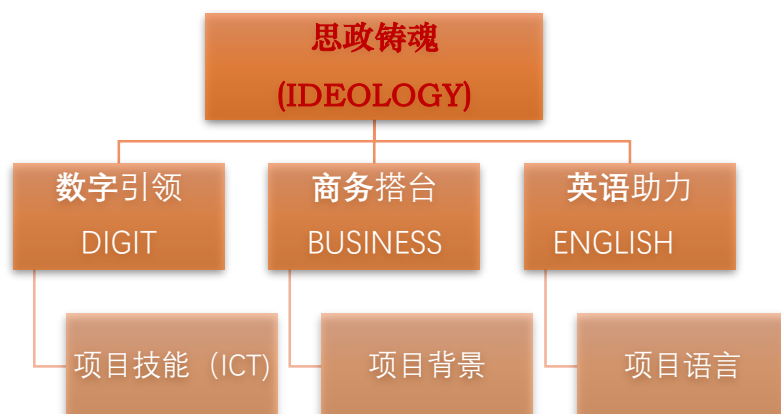 思政铸魂
(IDEOLOGY)
数字引领
DIGIT
商务搭台
BUSINESS
英语助力
ENGLISH
项目技能（ICT)
项目背景
项目语言